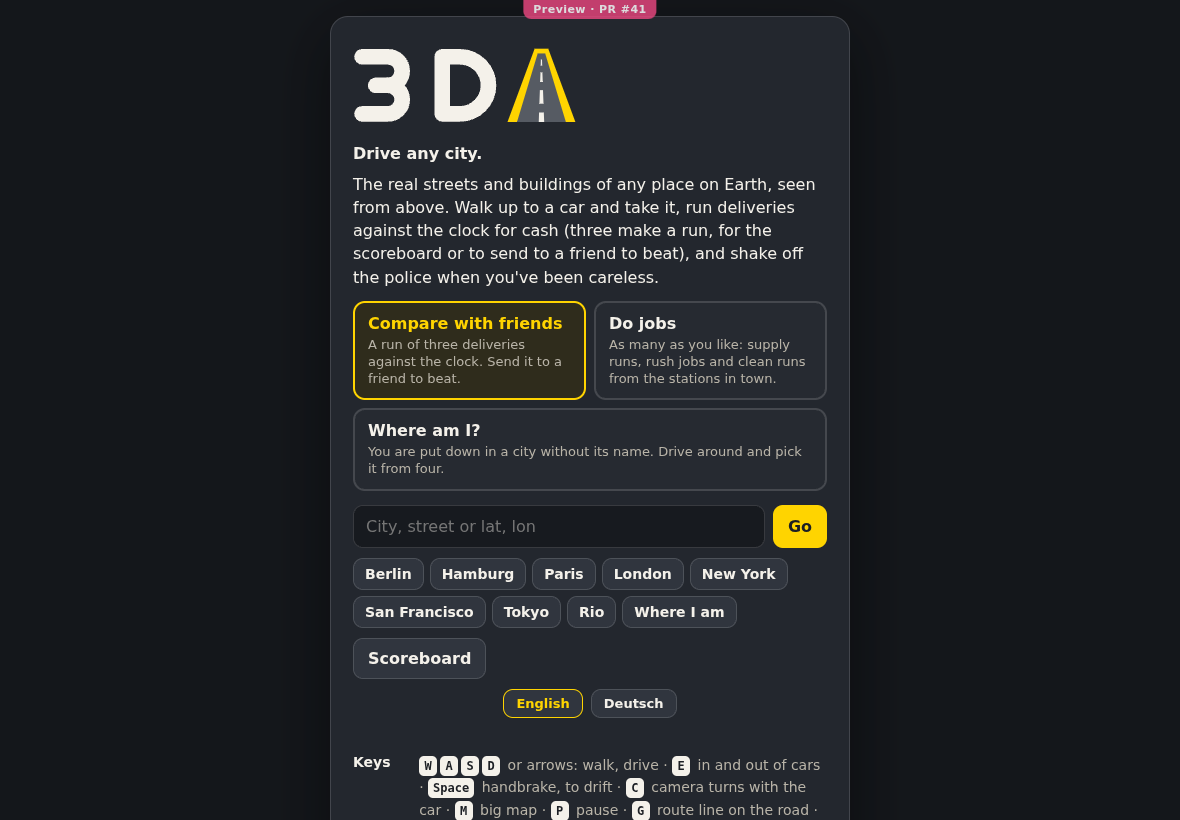 Preview · PR #41
3DA
Drive any city.
The real streets and buildings of any place on Earth, seen
from above. Walk up to a car and take it, run deliveries
against the clock for cash (three make a run, for the
scoreboard or to send to a friend to beat), and shake off
the police when you've been careless.
Compare with friends
A run of three deliveries
against the clock. Send it to a
friend to beat.
Do jobs
As many as you like: supply
runs, rush jobs and clean runs
from the stations in town.
Where am I?
You are put down in a city without its name. Drive around and pick
it from four.
City, street or lat, lon
Go
Berlin Hamburg Paris London New York
San Francisco Tokyo Rio Where I am
Scoreboard
English Deutsch
Keys
W A S D or arrows: walk, drive · E in and out of cars
· Space handbrake, to drift · C camera turns with the
car · M big map · P pause · G route line on the road ·